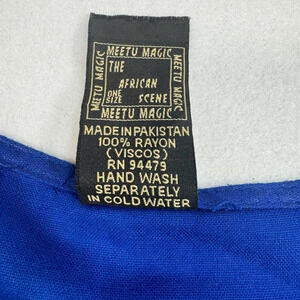 MEETU MAGIC
MEETU MAGIC
THE
AFRICAN
ONE SIZE
SCENE
MEETU MAGIC
MEETU MAGIC
MADE IN PAKISTAN
100% RAYON
(VISCOS)
RN 94479
HAND WASH
SEPARATELY
IN COLD WATER